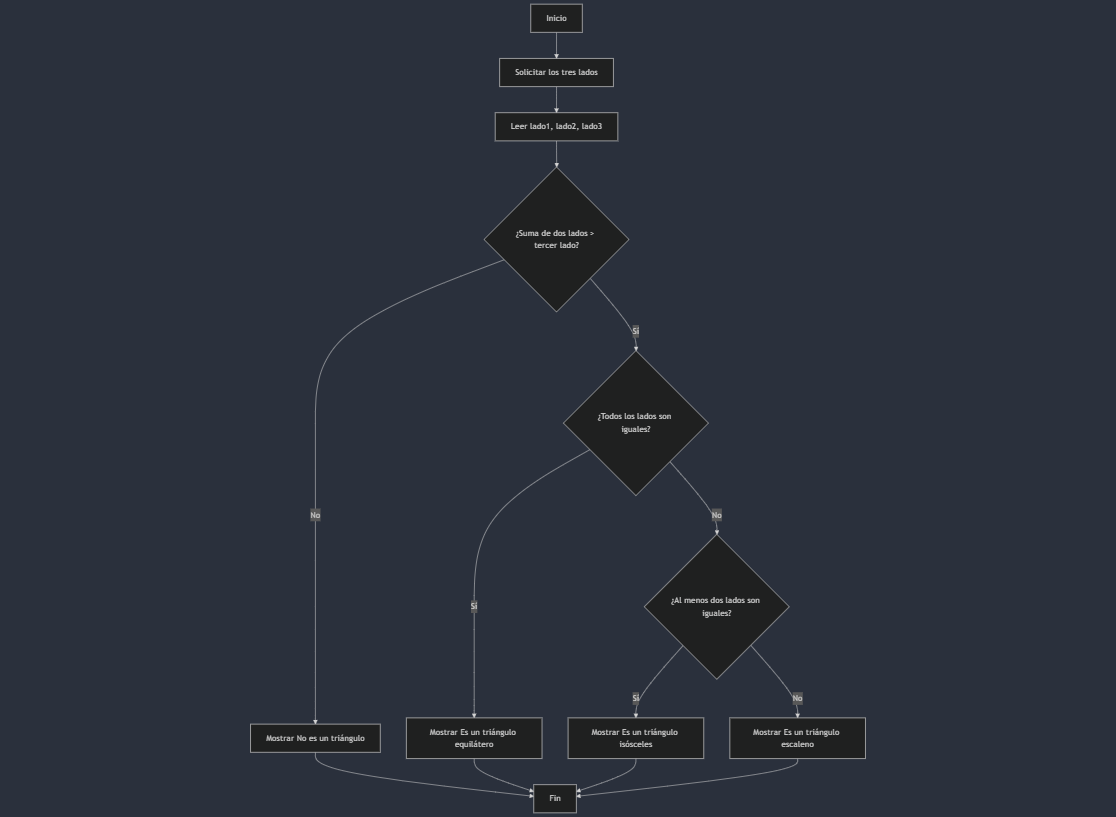 Inicio
Solicitar los tres lados
Leer lado1, lado2, lado3
¿Suma de dos lados >
tercer lado?
Sí
¿Todos los lados son
iguales?
No
No
¿Al menos dos lados son
iguales?
Sí
Sí
No
Mostrar No es un triángulo
Mostrar Es un triángulo
equilátero
Mostrar Es un triángulo
isósceles
Mostrar Es un triángulo
escaleno
Fin